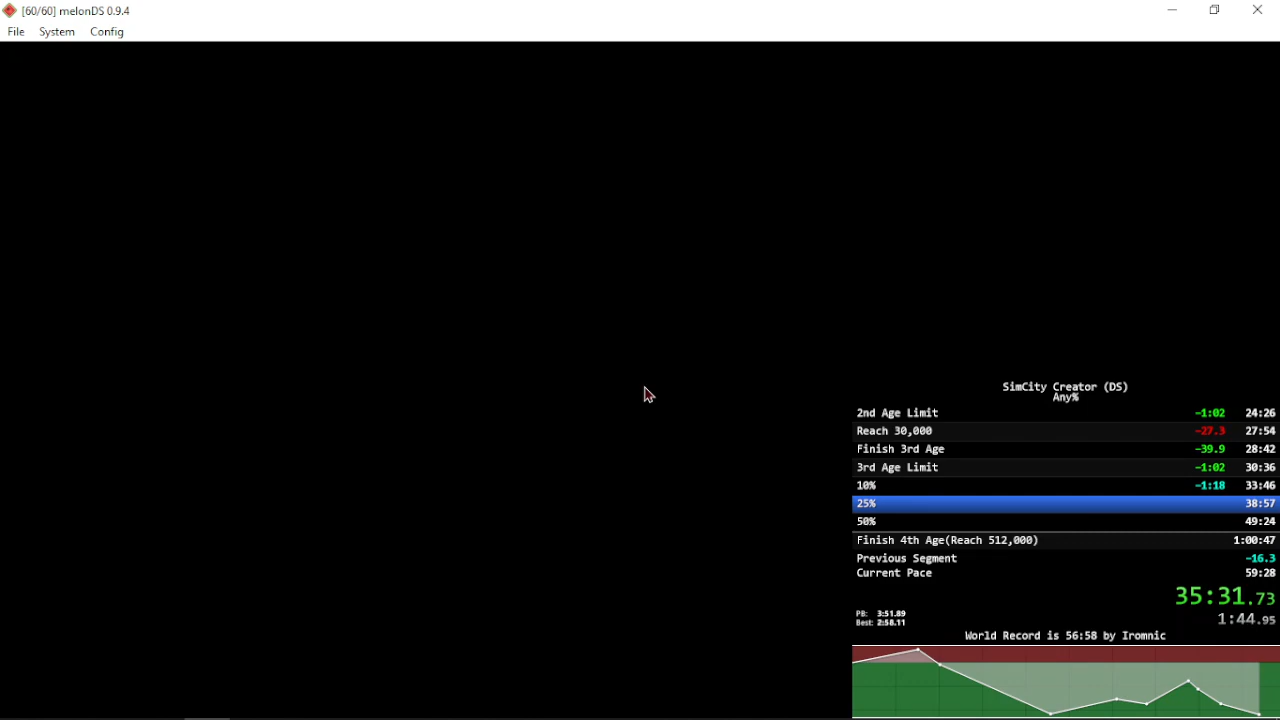 [60/60] melonDS 0.9.4
File System Config
SimCity Creator (DS)
Any%
2nd Age Limit -1:02 24:26
Reach 30,000 -27.3 27:54
Finish 3rd Age -39.9 28:42
3rd Age Limit -1:02 30:36
10% -1:18 33:46
25% 38:57
50% 49:24
Finish 4th Age(Reach 512,000) 1:00:47
Previous Segment -16.3
Current Pace 59:28
35:31.73
PB: 3:51.89
Best: 2:58.11
1:44.95
World Record is 56:58 by Iromnic